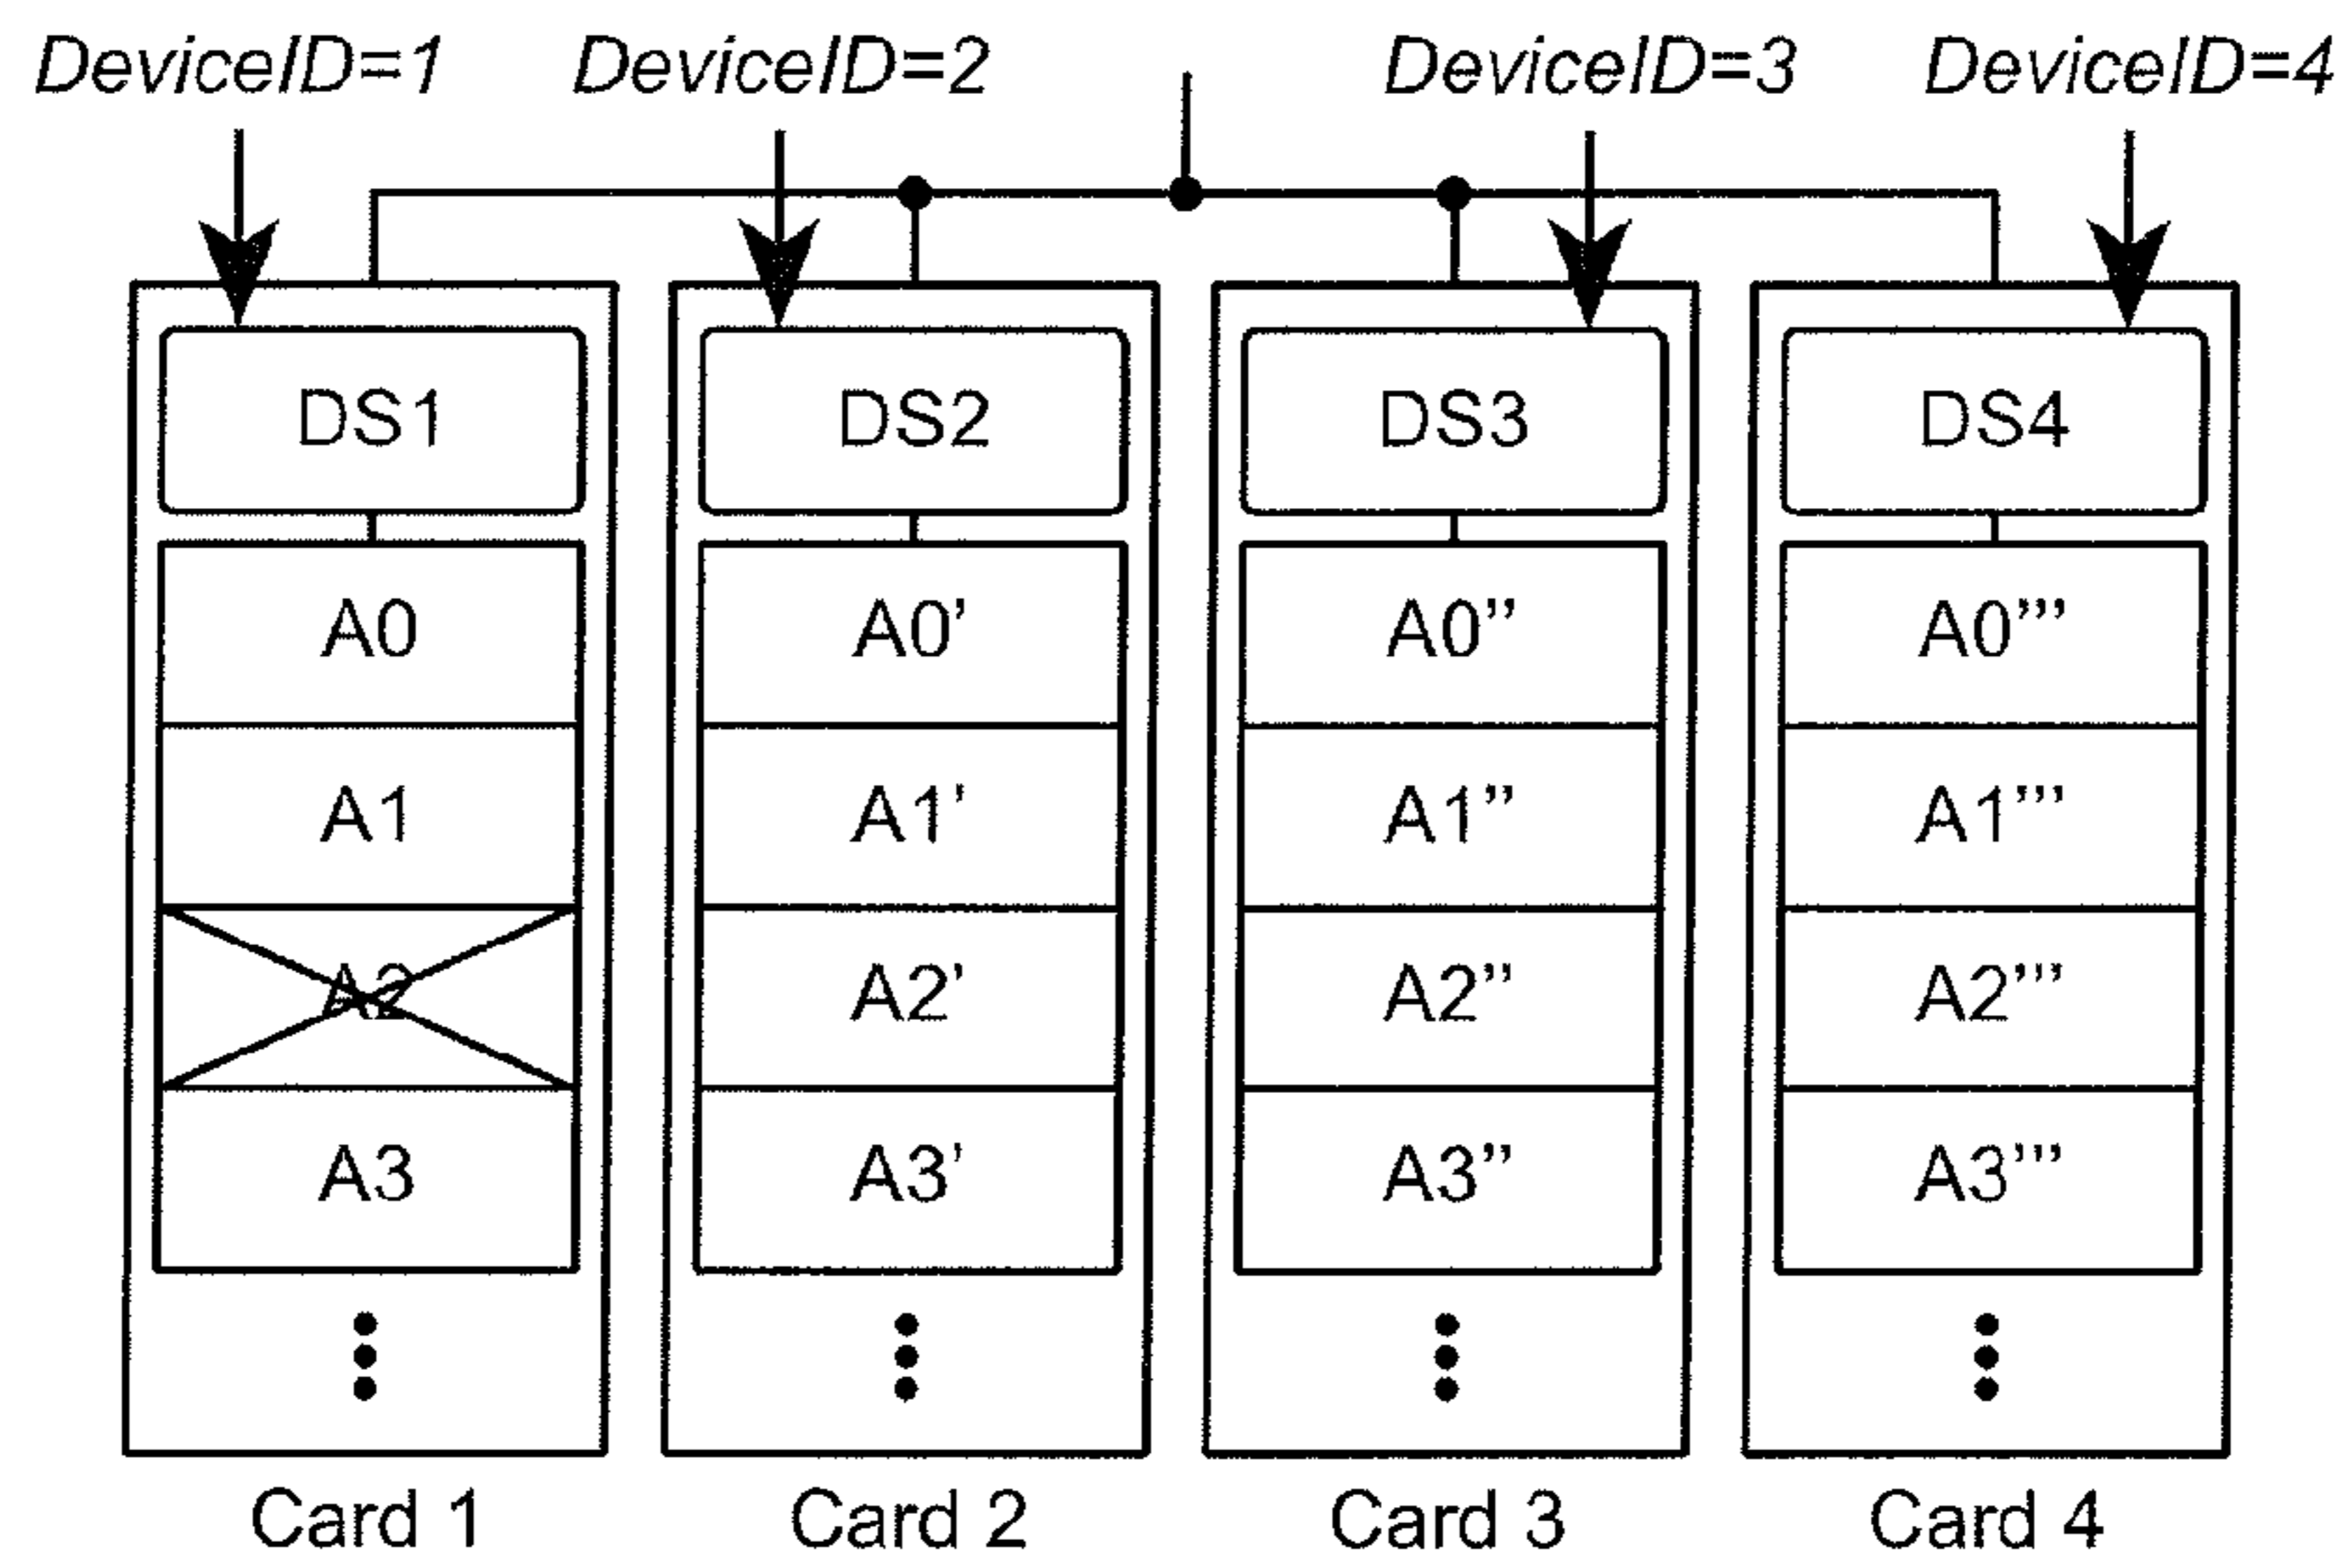 DeviceID=1 DeviceID=2 DeviceID=3 DeviceID=4
DS1 DS2 DS3 DS4
A0 A0’ A0” A0’’’
A1 A1’ A1” A1’’’
A2 A2’ A2” A2’’’
A3 A3’ A3” A3’’’
Card 1 Card 2 Card 3 Card 4